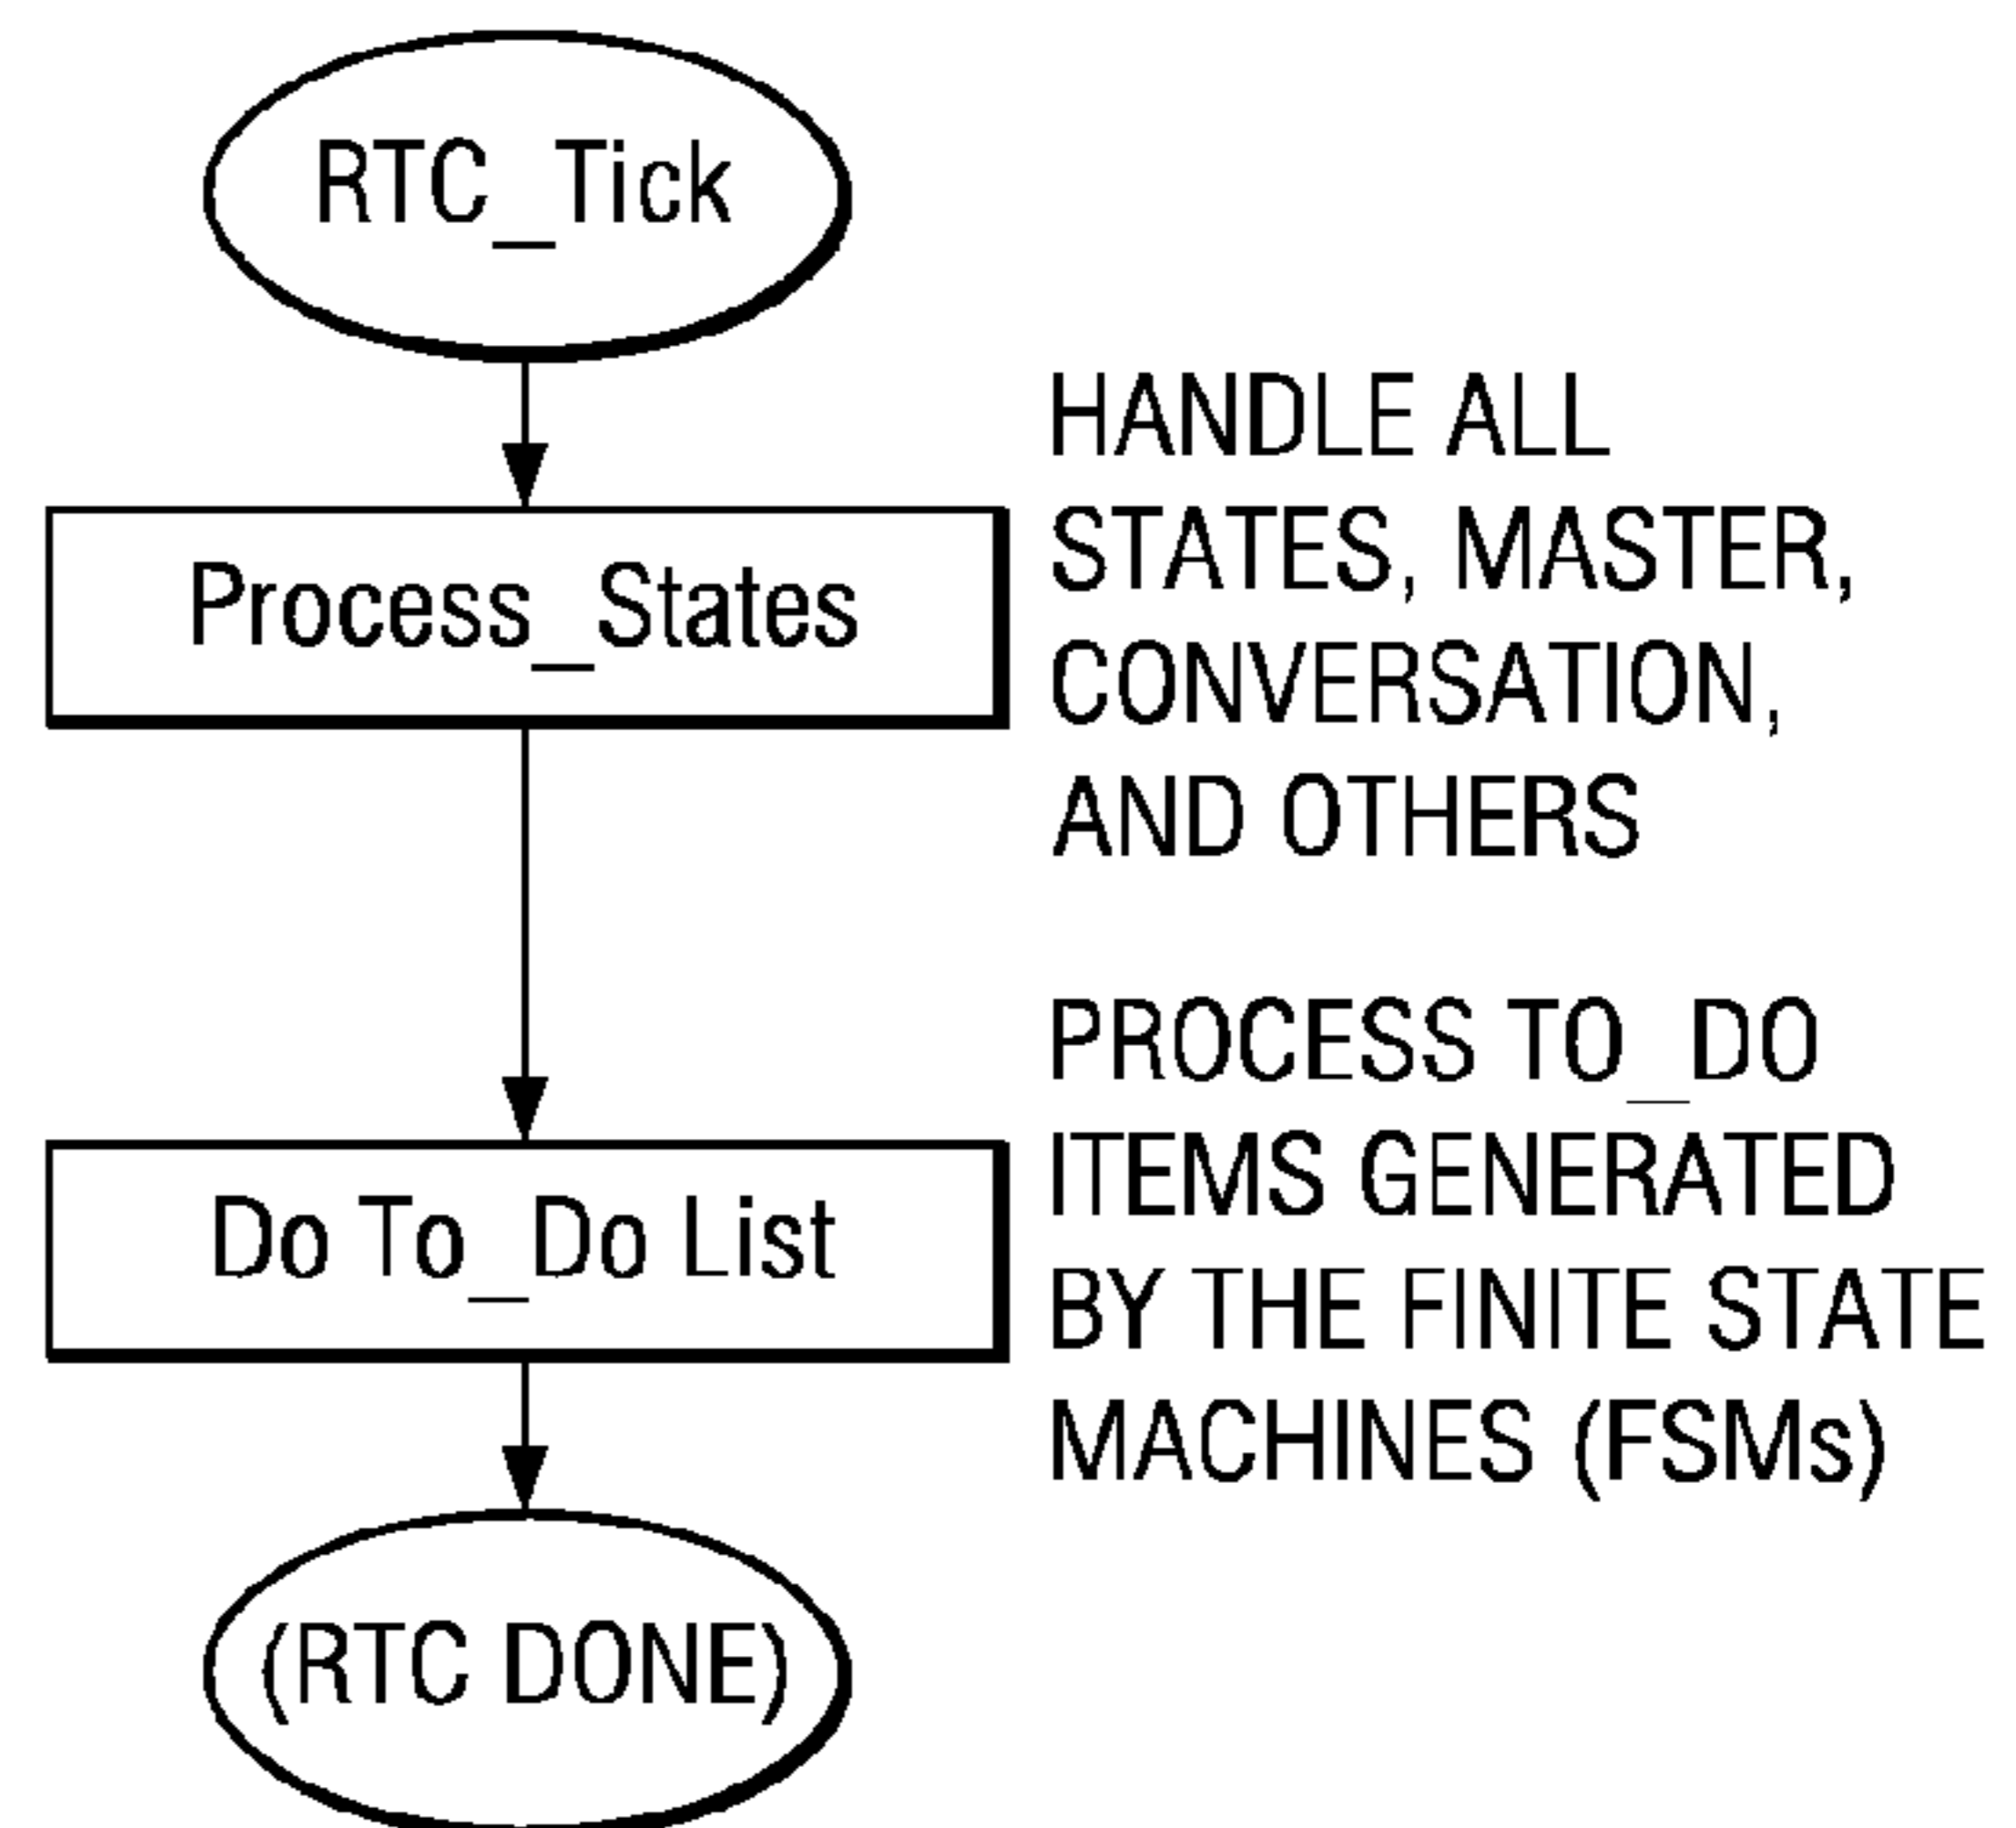 RTC_Tick
HANDLE ALL
STATES, MASTER,
CONVERSATION,
AND OTHERS
Process_States
PROCESS TO_DO
ITEMS GENERATED
BY THE FINITE STATE
MACHINES (FSMs)
Do To_Do List
(RTC DONE)